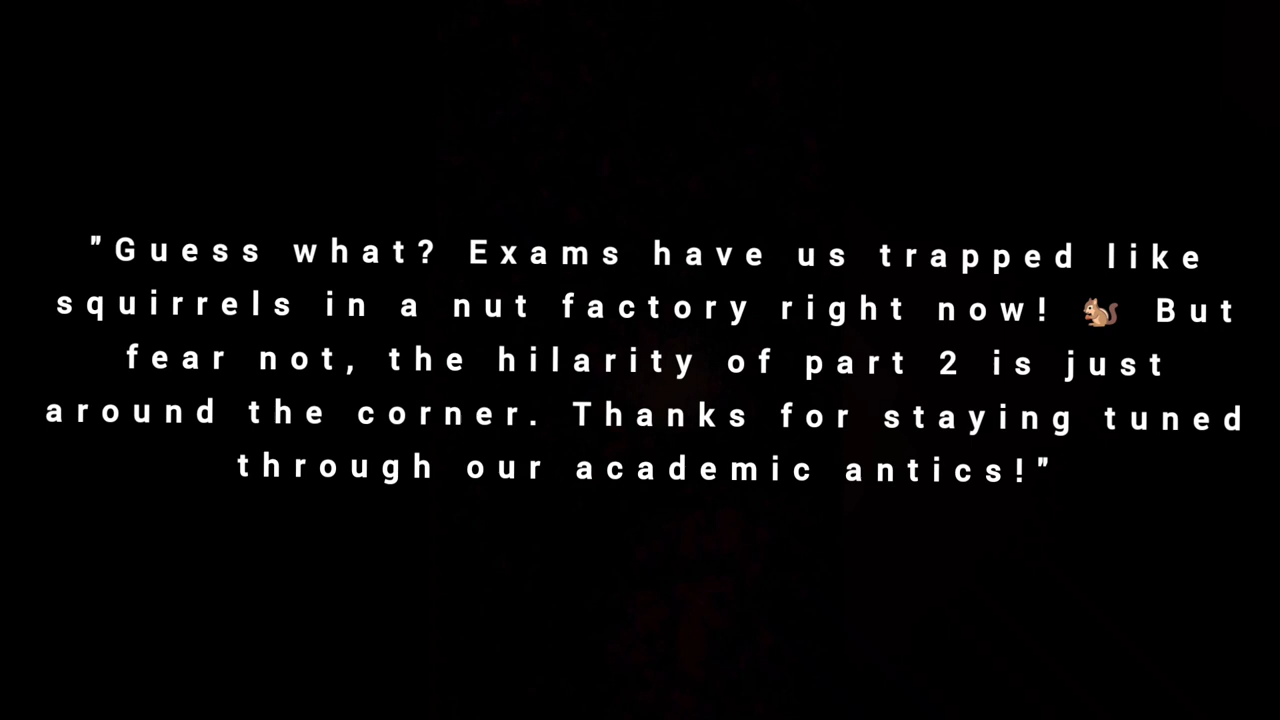 "Guess what? Exams have us trapped like
squirrels in a nut factory right now! 🐿️ But
fear not, the hilarity of part 2 is just
around the corner. Thanks for staying tuned
through our academic antics!"